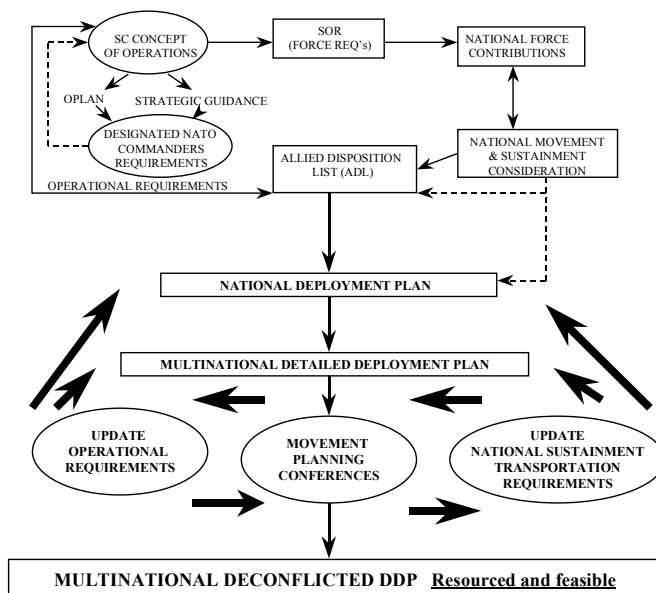 SC CONCEPT
OF OPERATIONS
SOR
(FORCE REQ's)
NATIONAL FORCE
CONTRIBUTIONS
OPLAN
STRATEGIC GUIDANCE
DESIGNATED NATO
COMMANDERS
REQUIREMENTS
ALLIED DISPOSITION
LIST (ADL)
NATIONAL MOVEMENT
& SUSTAINMENT
CONSIDERATION
OPERATIONAL REQUIREMENTS
NATIONAL DEPLOYMENT PLAN
MULTINATIONAL DETAILED DEPLOYMENT PLAN
UPDATE
OPERATIONAL
REQUIREMENTS
MOVEMENT
PLANNING
CONFERENCES
UPDATE
NATIONAL SUSTAINMENT
TRANSPORTATION
REQUIREMENTS
MULTINATIONAL DECONFLICTED DDP Resourced and feasible